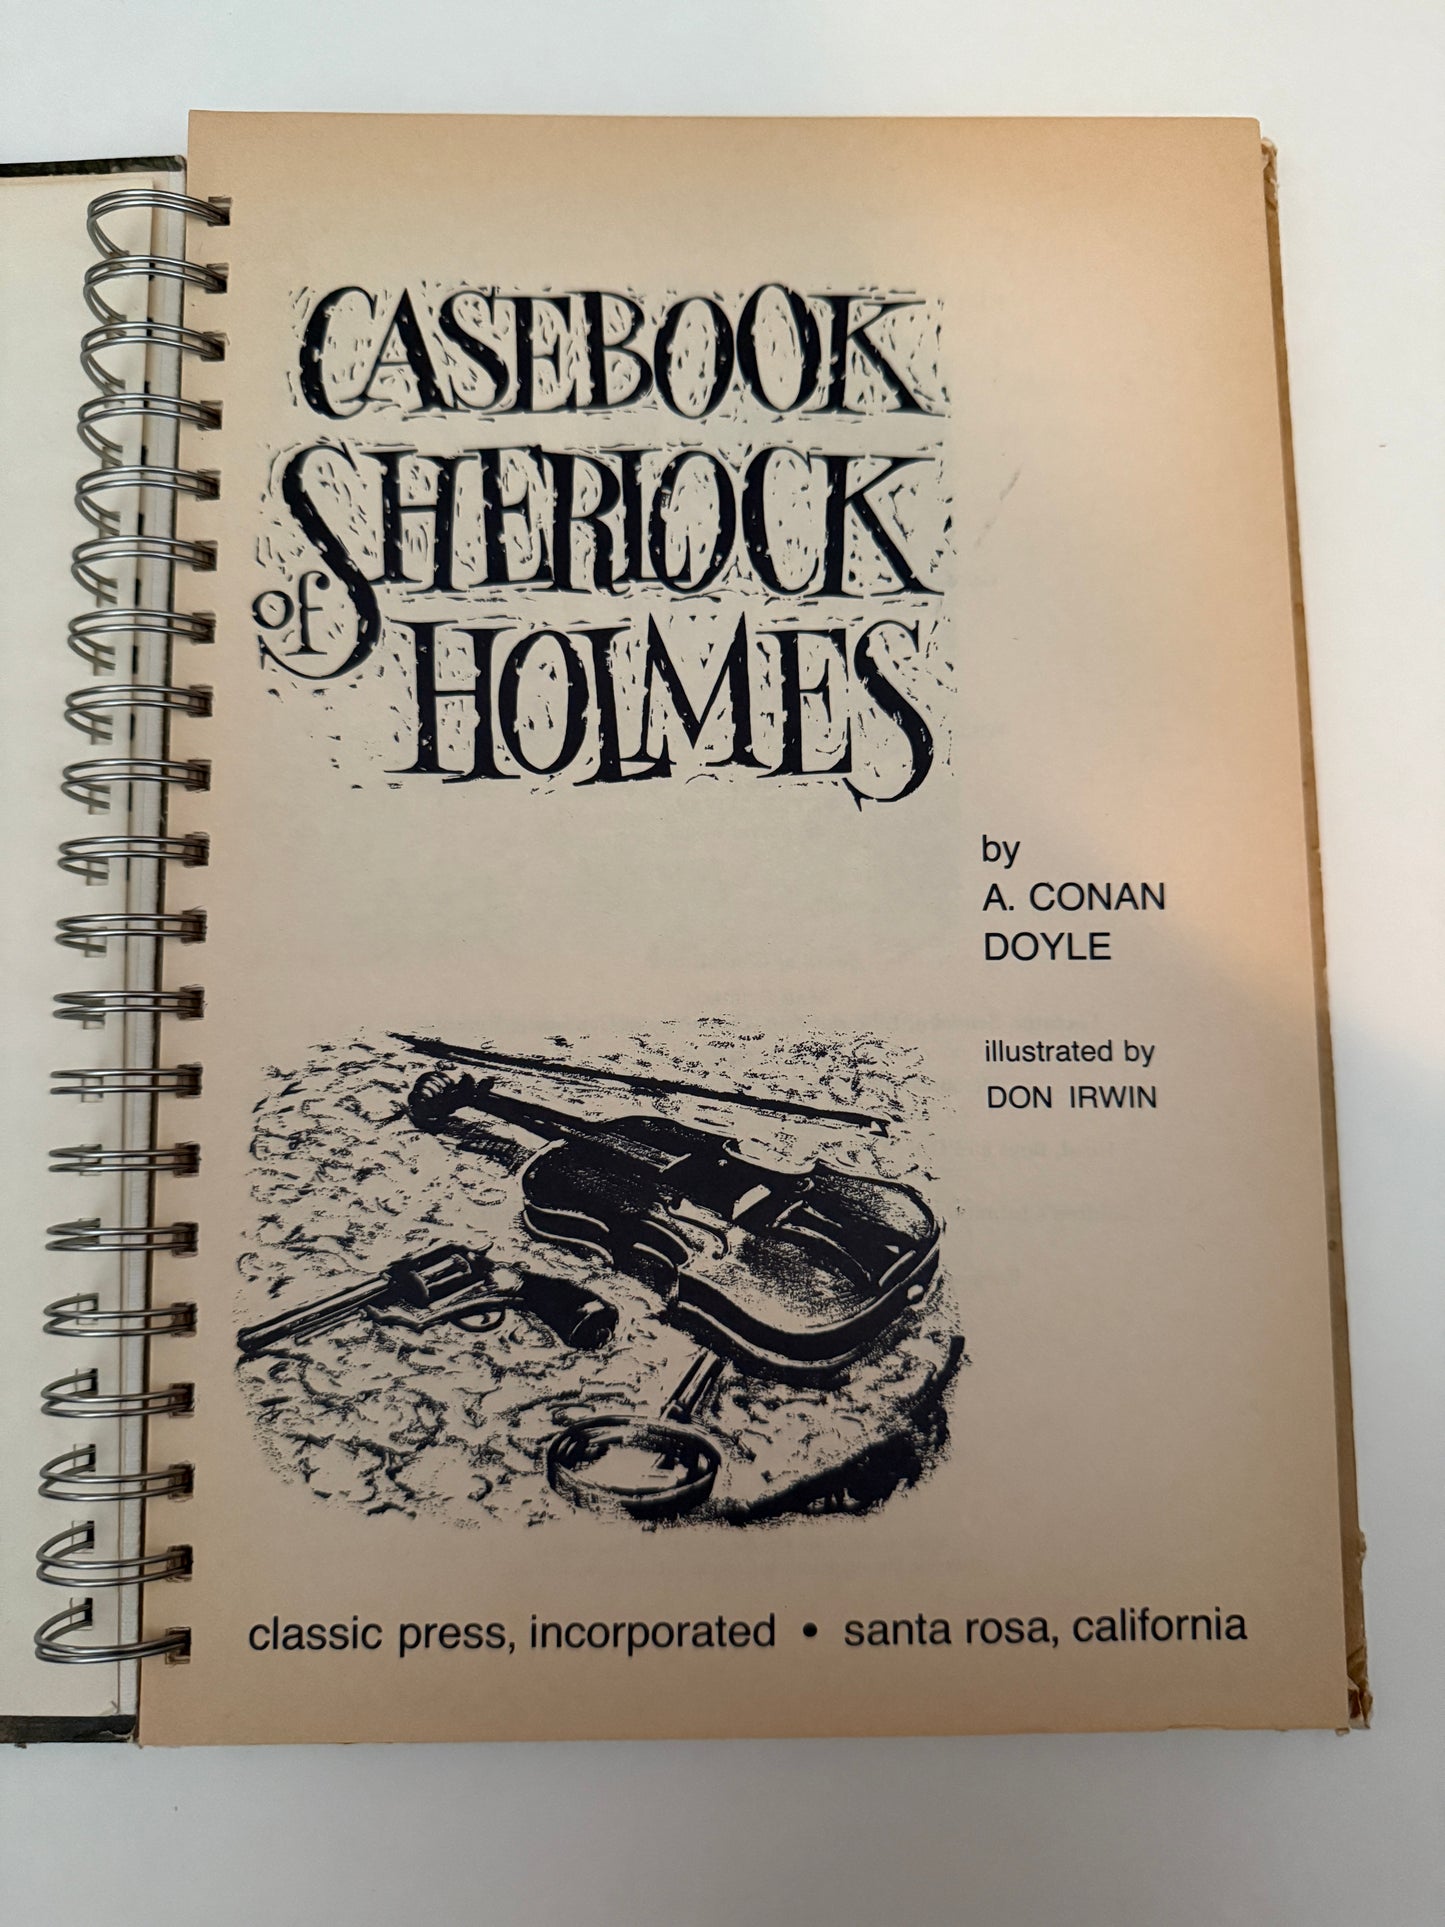 CASEBOOK
of SHERLOCK
HOLMES
by
A. CONAN
DOYLE
illustrated by
DON IRWIN
classic press, incorporated • santa rosa, california